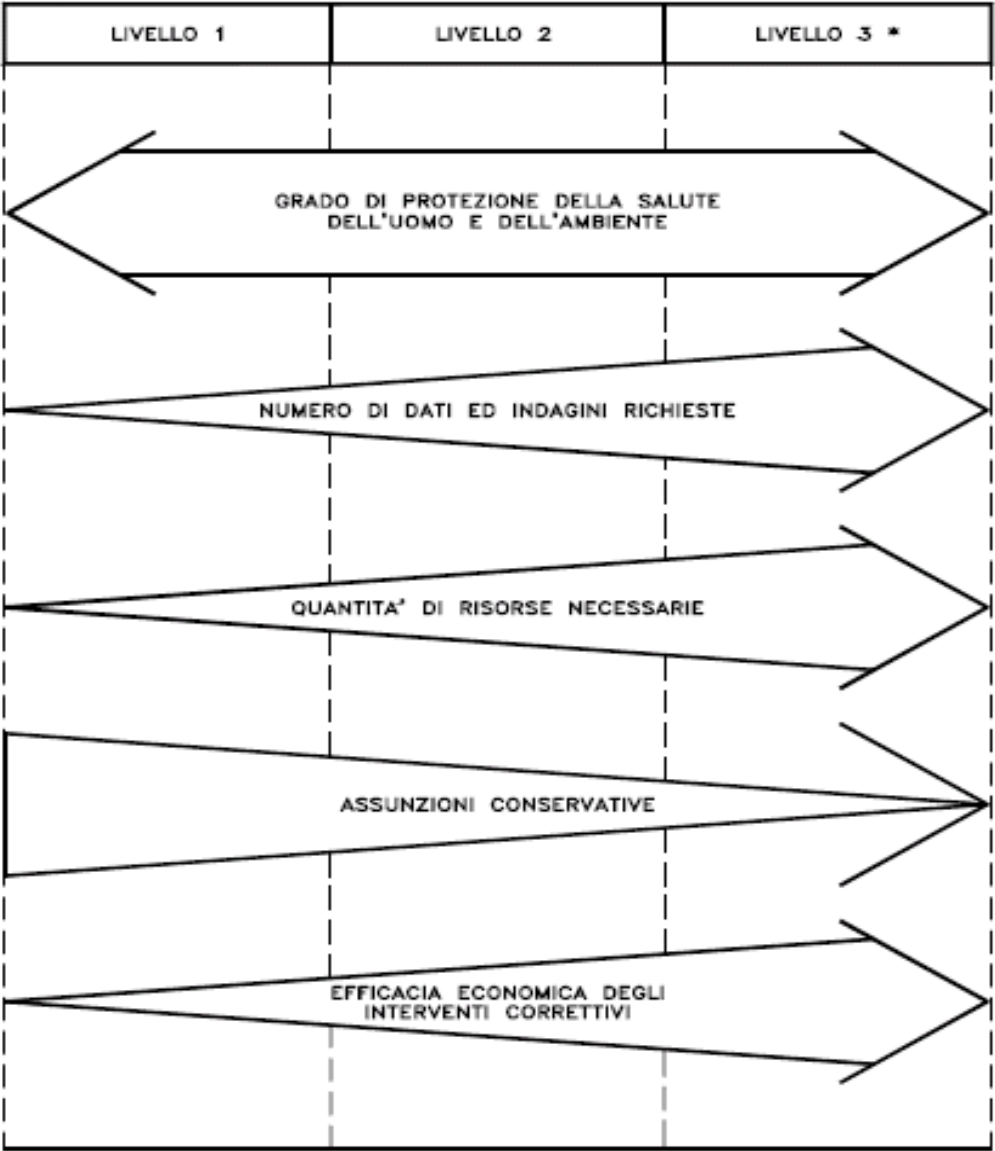 LIVELLO 1
LIVELLO 2
LIVELLO 3 *
GRADO DI PROTEZIONE DELLA SALUTE
DELL'UOMO E DELL'AMBIENTE
NUMERO DI DATI ED INDAGINI RICHIESTE
QUANTITA' DI RISORSE NECESSARIE
ASSUNZIONI CONSERVATIVE
EFFICACIA ECONOMICA DEGLI
INTERVENTI CORRETTIVI